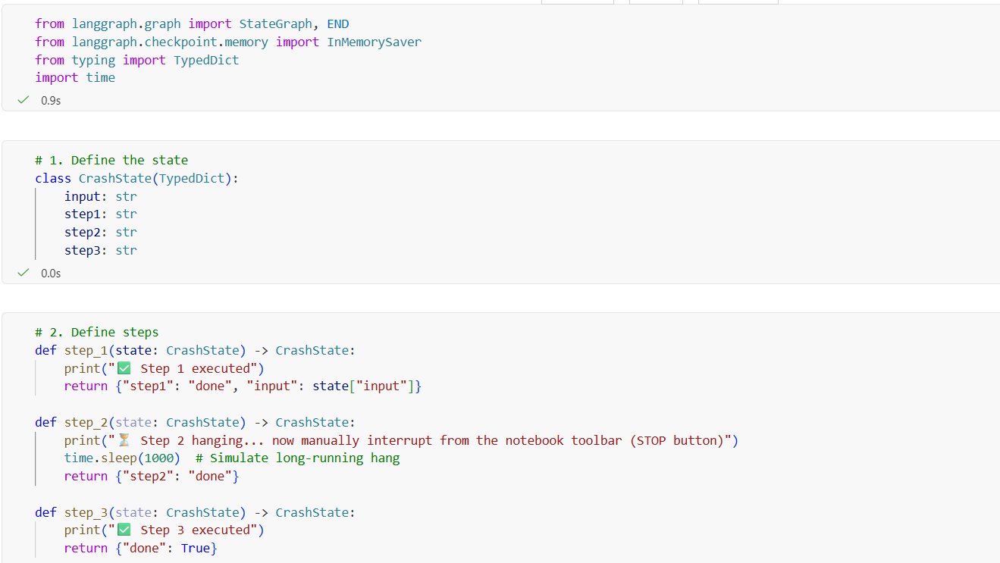 from langgraph.graph import StateGraph, END
from langgraph.checkpoint.memory import InMemorySaver
from typing import TypedDict
import time
0.9s
# 1. Define the state
class CrashState(TypedDict):
    input: str
    step1: str
    step2: str
    step3: str
0.0s
# 2. Define steps
def step_1(state: CrashState) -> CrashState:
    print("✅ Step 1 executed")
    return {"step1": "done", "input": state["input"]}
def step_2(state: CrashState) -> CrashState:
    print("⏳ Step 2 hanging... now manually interrupt from the notebook toolbar (STOP button)")
    time.sleep(1000)  # Simulate long-running hang
    return {"step2": "done"}
def step_3(state: CrashState) -> CrashState:
    print("✅ Step 3 executed")
    return {"done": True}